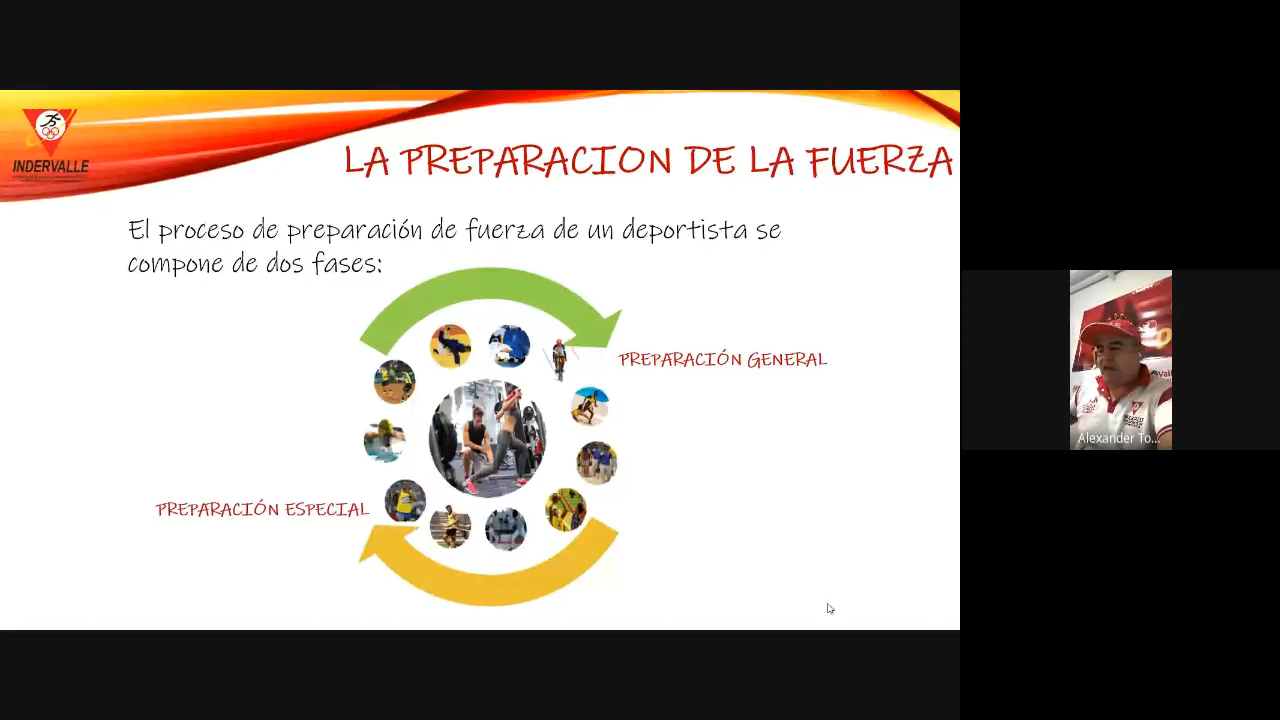 INDERVALLE
LA PREPARACION DE LA FUERZA
El proceso de preparación de fuerza de un deportista se
compone de dos fases:
PREPARACIÓN GENERAL
PREPARACIÓN ESPECIAL
Alexander To...